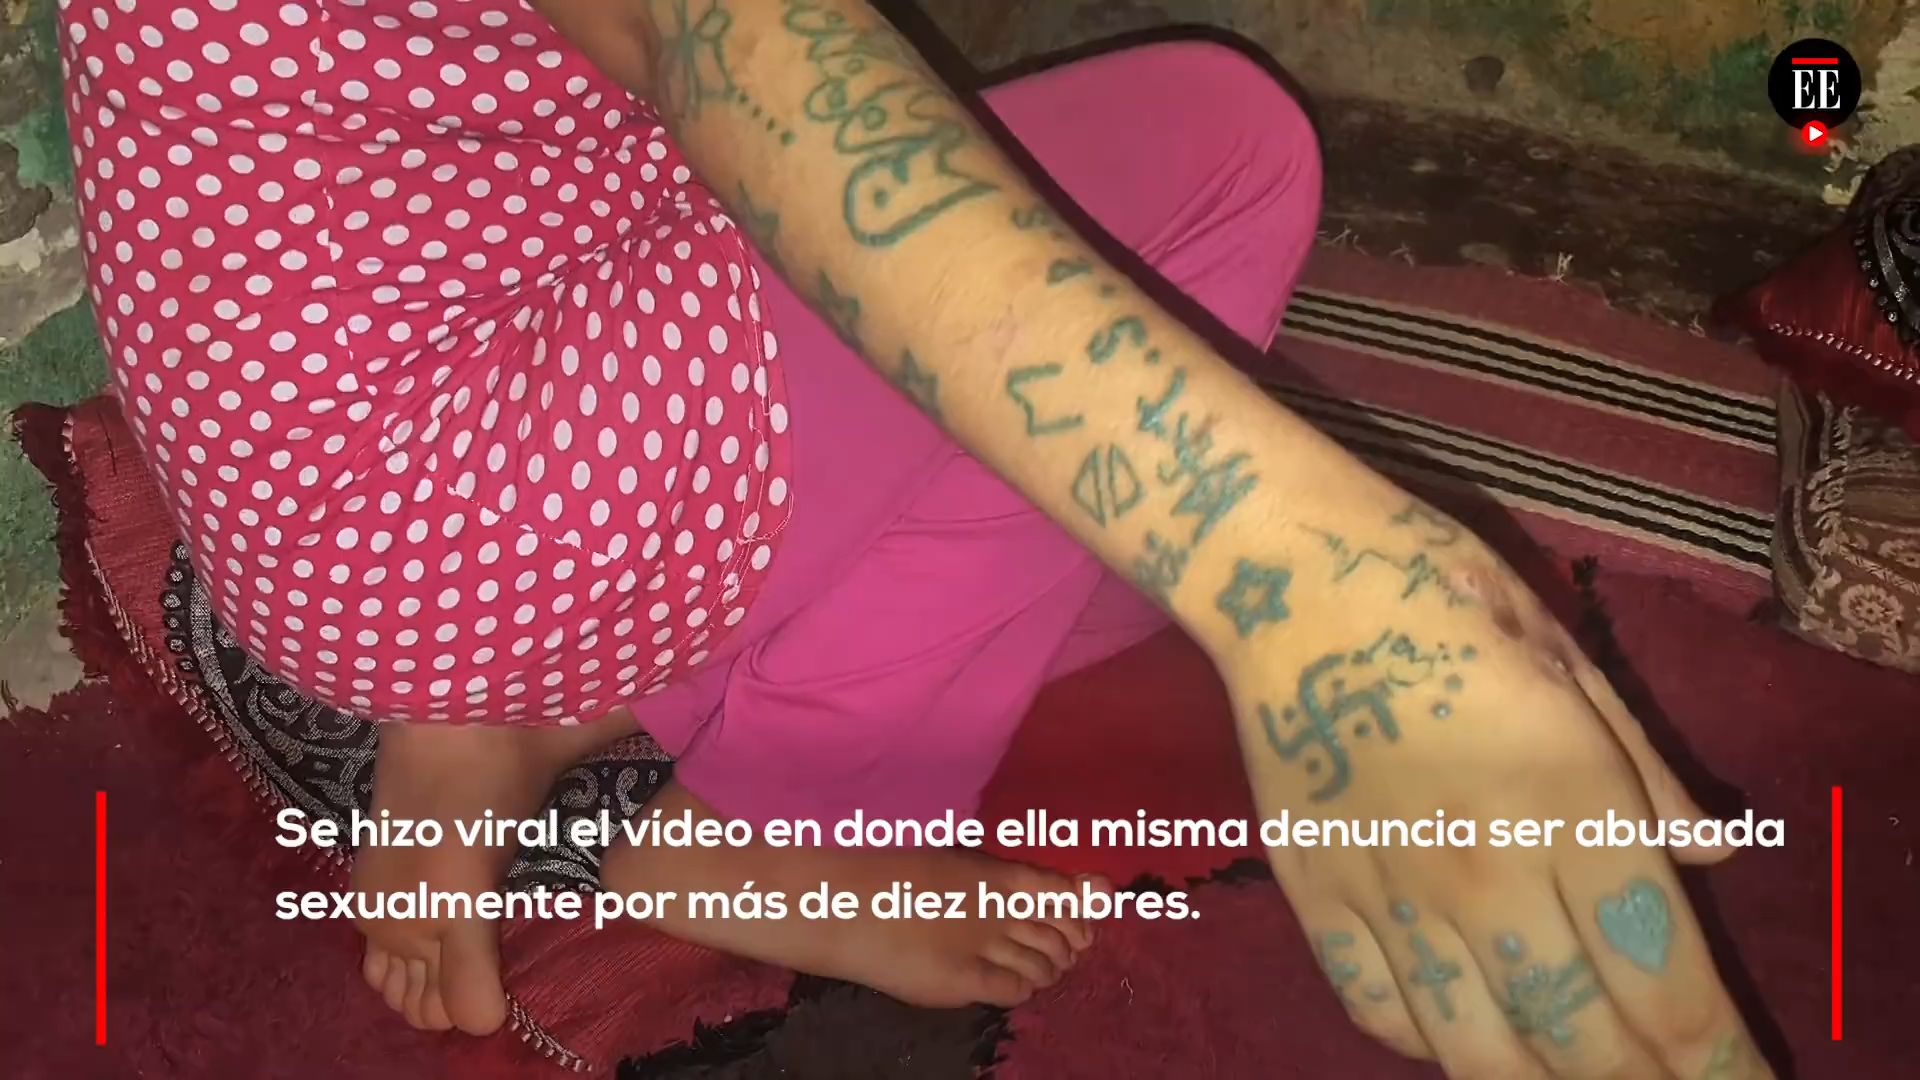 EE
Se hizo viral el vídeo en donde ella misma denuncia ser abusada
sexualmente por más de diez hombres.